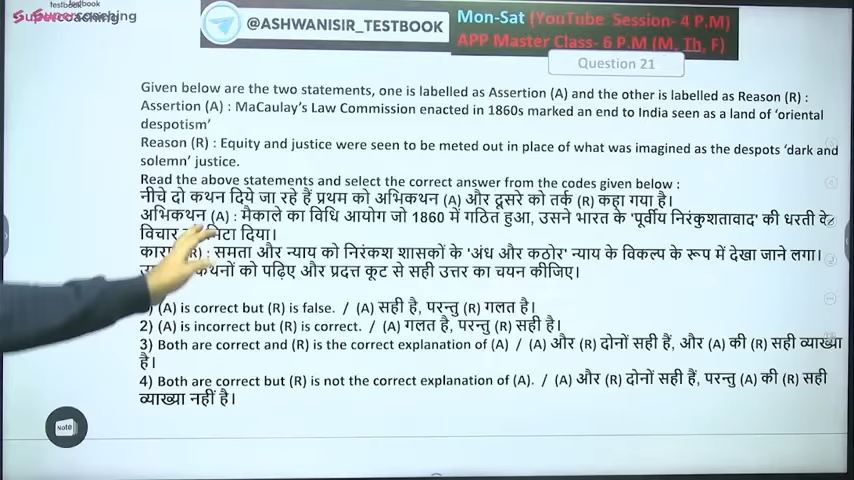 testbook
Supercoaching
@ASHWANISIR_TESTBOOK
Mon-Sat (YouTube Session- 4 P.M)
APP Master Class- 6 P.M (M, Th, F)
Question 21
Given below are the two statements, one is labelled as Assertion (A) and the other is labelled as Reason (R) :
Assertion (A) : MaCaulay's Law Commission enacted in 1860s marked an end to India seen as a land of 'oriental
despotism'
Reason (R) : Equity and justice were seen to be meted out in place of what was imagined as the despots 'dark and
solemn' justice.
Read the above statements and select the correct answer from the codes given below :
नीचे दो कथन दिये जा रहे हैं प्रथम को अभिकथन (A) और दूसरे को तर्क (R) कहा गया है।
अभिकथन (A) : मैकाले का विधि आयोग जो 1860 में गठित हुआ, उसने भारत के 'पूर्वीय निरंकुशतावाद' की धरती के
विचार मिटा दिया।
(R) : समता और न्याय को निरंकश शासकों के 'अंध और कठोर' न्याय के विकल्प के रूप में देखा जाने लगा।
कथनों को पढ़िए और प्रदत्त कूट से सही उत्तर का चयन कीजिए।
(A) is correct but (R) is false. / (A) सही है, परन्तु (R) गलत है।
2) (A) is incorrect but (R) is correct. / (A) गलत है, परन्तु (R) सही है।
3) Both are correct and (R) is the correct explanation of (A) / (A) और (R) दोनों सही हैं, और (A) की (R) सही व्याख्या
है।
4) Both are correct but (R) is not the correct explanation of (A). / (A) और (R) दोनों सही हैं, परन्तु (A) की (R) सही
व्याख्या नहीं है।
Note